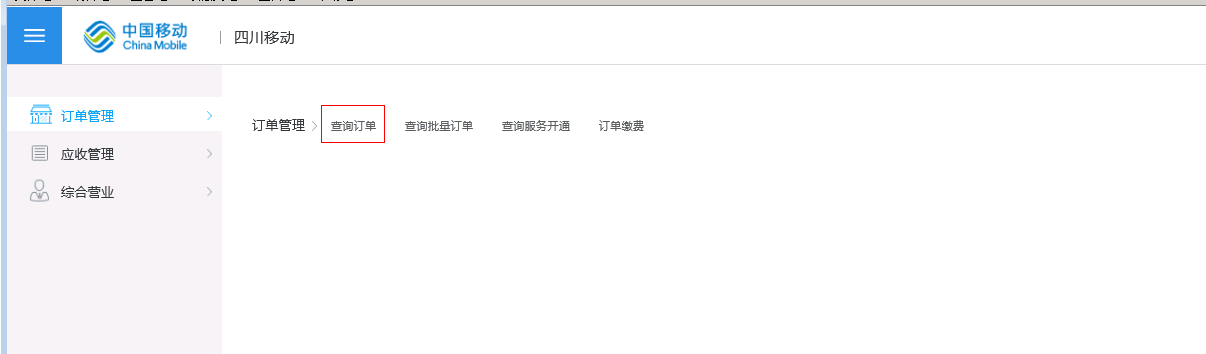 中国移动
China Mobile
四川移动
订单管理
应收管理
综合营业
订单管理 查询订单 查询批量订单 查询服务开通 订单缴费